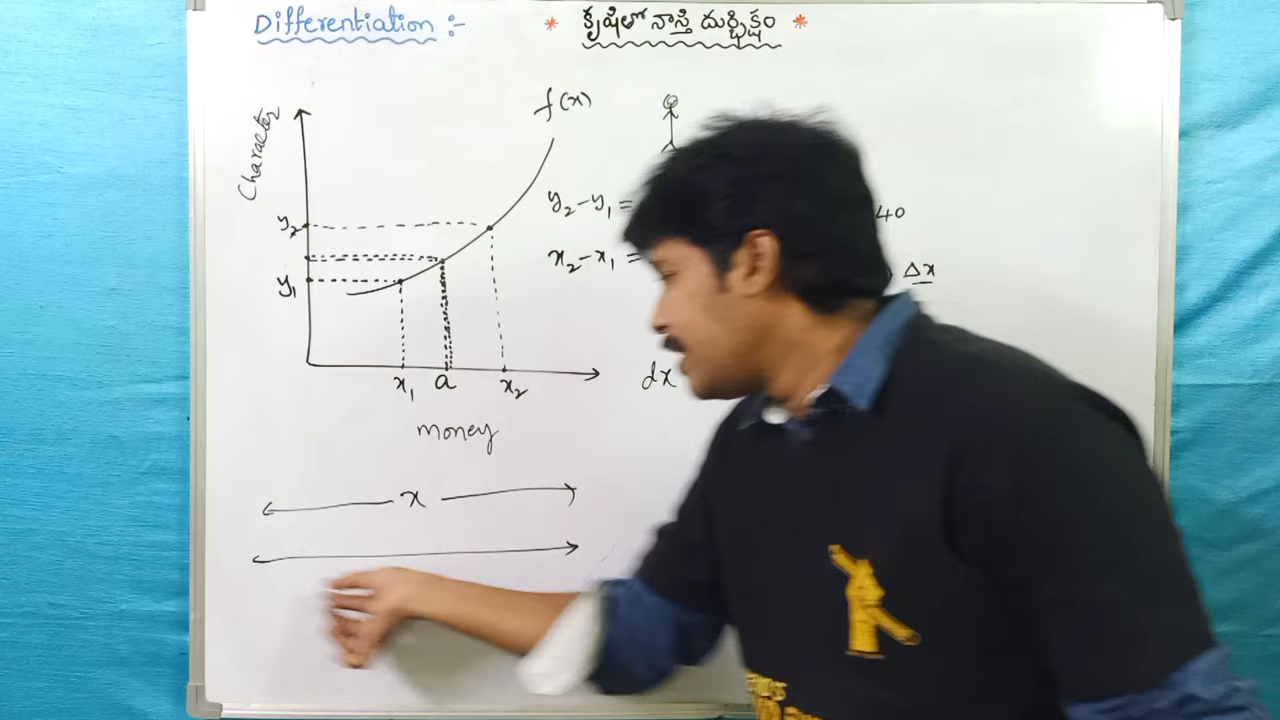 Differentiation :-
* కృషితో నాస్తి దుర్భిక్షం *
f(x)
Character
y₂ - y₁ =
40
y₂
x₂ - x₁ =
Δx
y₁
dx
x₁ a x₂
money
x